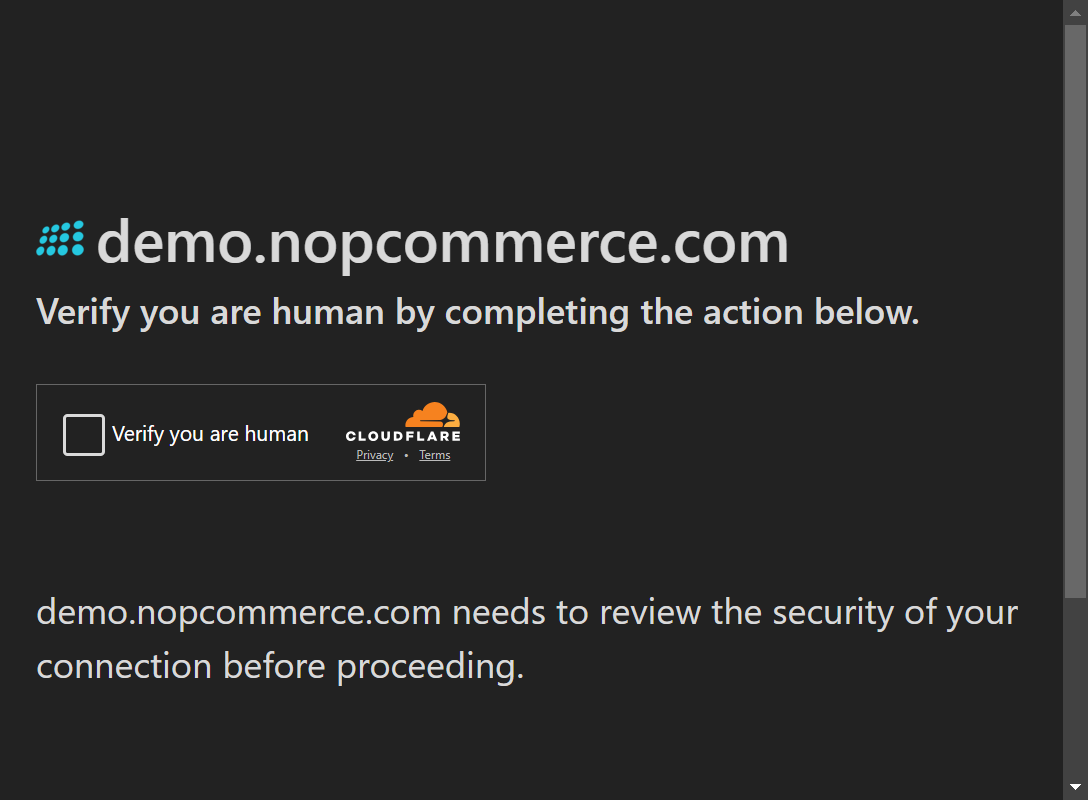 demo.nopcommerce.com
Verify you are human by completing the action below.
Verify you are human
CLOUDFLARE
Privacy • Terms
demo.nopcommerce.com needs to review the security of your
connection before proceeding.